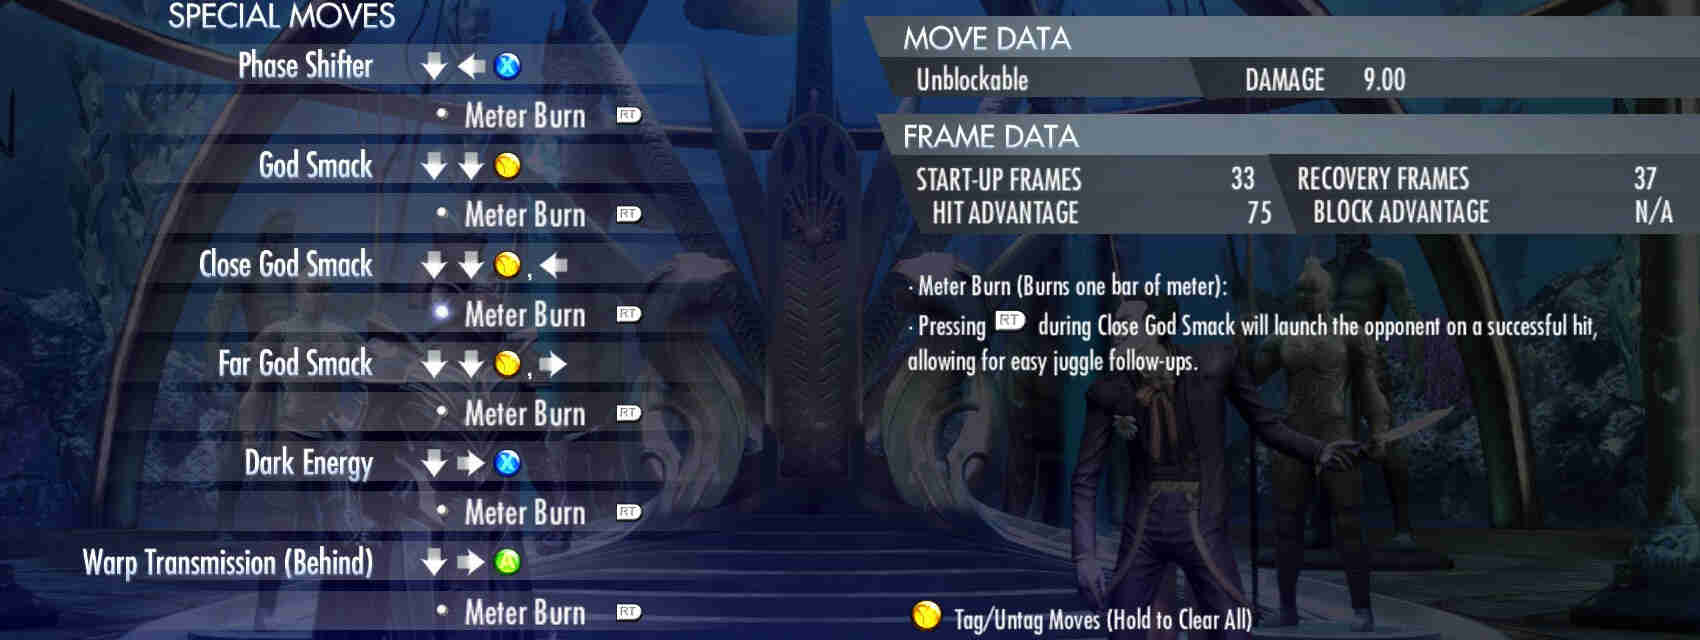 SPECIAL MOVES
Phase Shifter X
Meter Burn RT
God Smack Y
Meter Burn RT
Close God Smack Y,
Meter Burn RT
Far God Smack Y,
Meter Burn RT
Dark Energy X
Meter Burn RT
Warp Transmission (Behind) A
Meter Burn RT
MOVE DATA
Unblockable DAMAGE 9.00
FRAME DATA
START-UP FRAMES 33 RECOVERY FRAMES 37
HIT ADVANTAGE 75 BLOCK ADVANTAGE N/A
· Meter Burn (Burns one bar of meter):
· Pressing RT during Close God Smack will launch the opponent on a successful hit,
allowing for easy juggle follow-ups.
Y Tag/Untag Moves (Hold to Clear All)